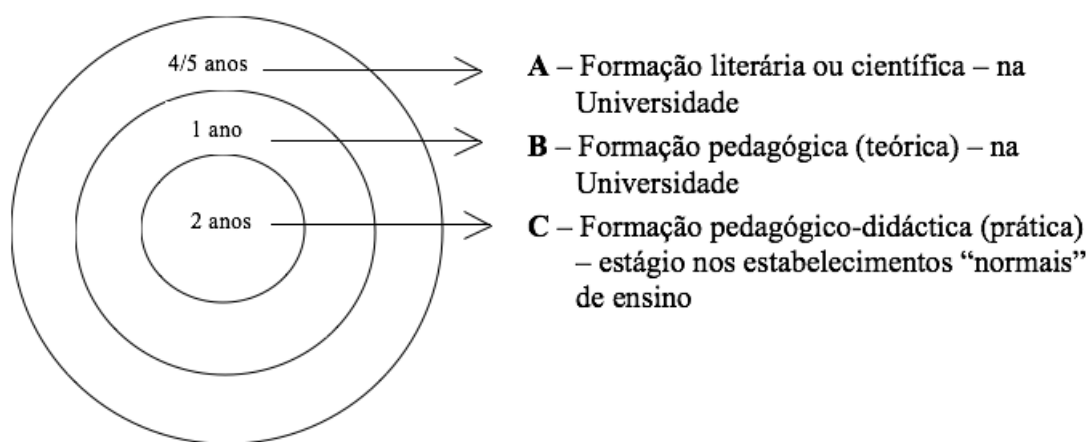 4/5 anos
A – Formação literária ou científica – na
Universidade
1 ano
B – Formação pedagógica (teórica) – na
Universidade
2 anos
C – Formação pedagógico-didáctica (prática)
– estágio nos estabelecimentos “normais”
de ensino